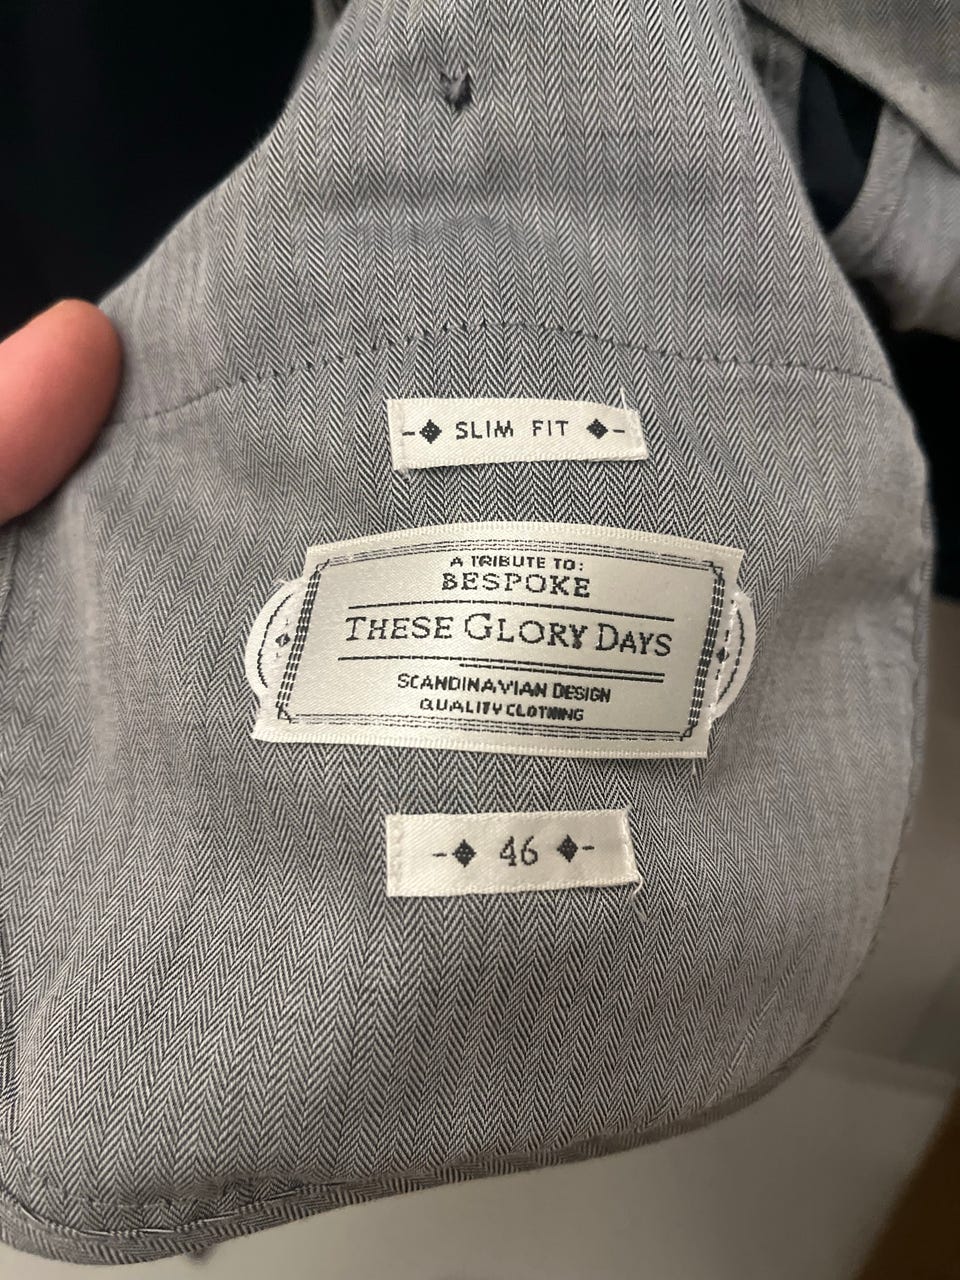 SLIM FIT
A TRIBUTE TO:
BESPOKE
THESE GLORY DAYS
SCANDINAVIAN DESIGN
QUALITY CLOTHING
46